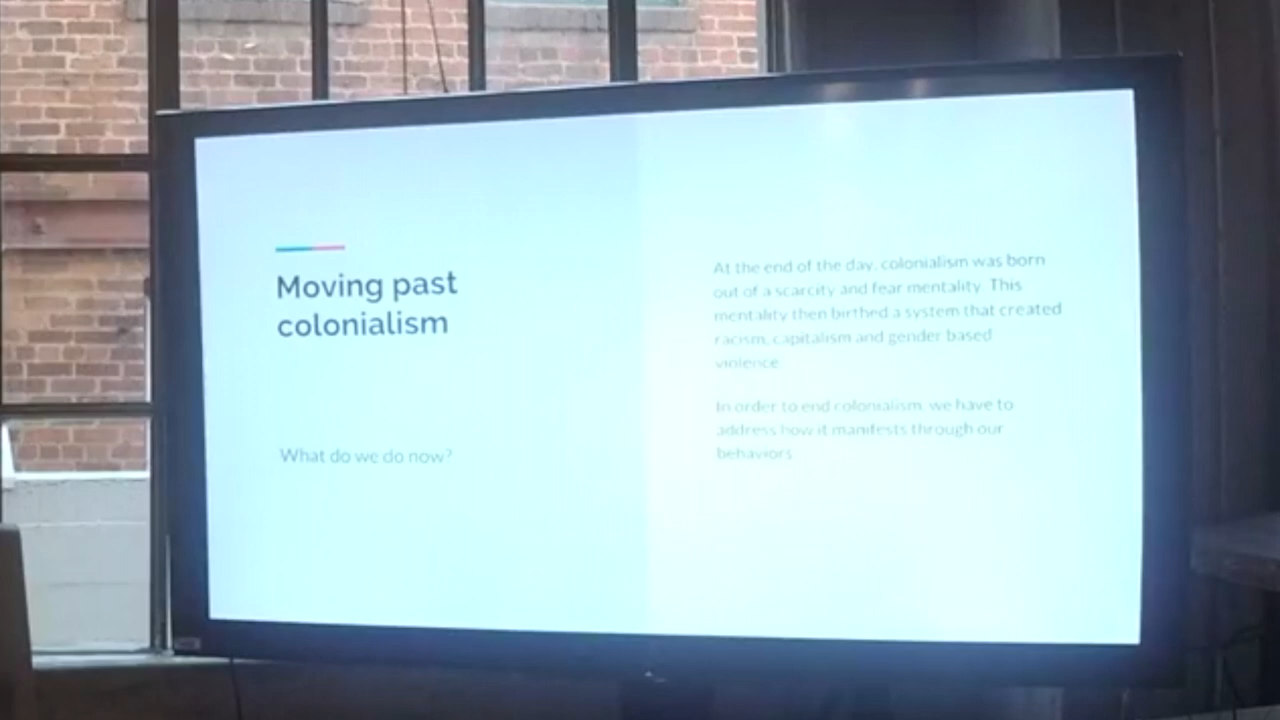 Moving past
colonialism
What do we do now?
At the end of the day, colonialism was born
out of a scarcity and fear mentality. This
mentality then birthed a system that created
racism, capitalism and gender based
violence.
In order to end colonialism, we have to
address how it manifests through our
behaviors.